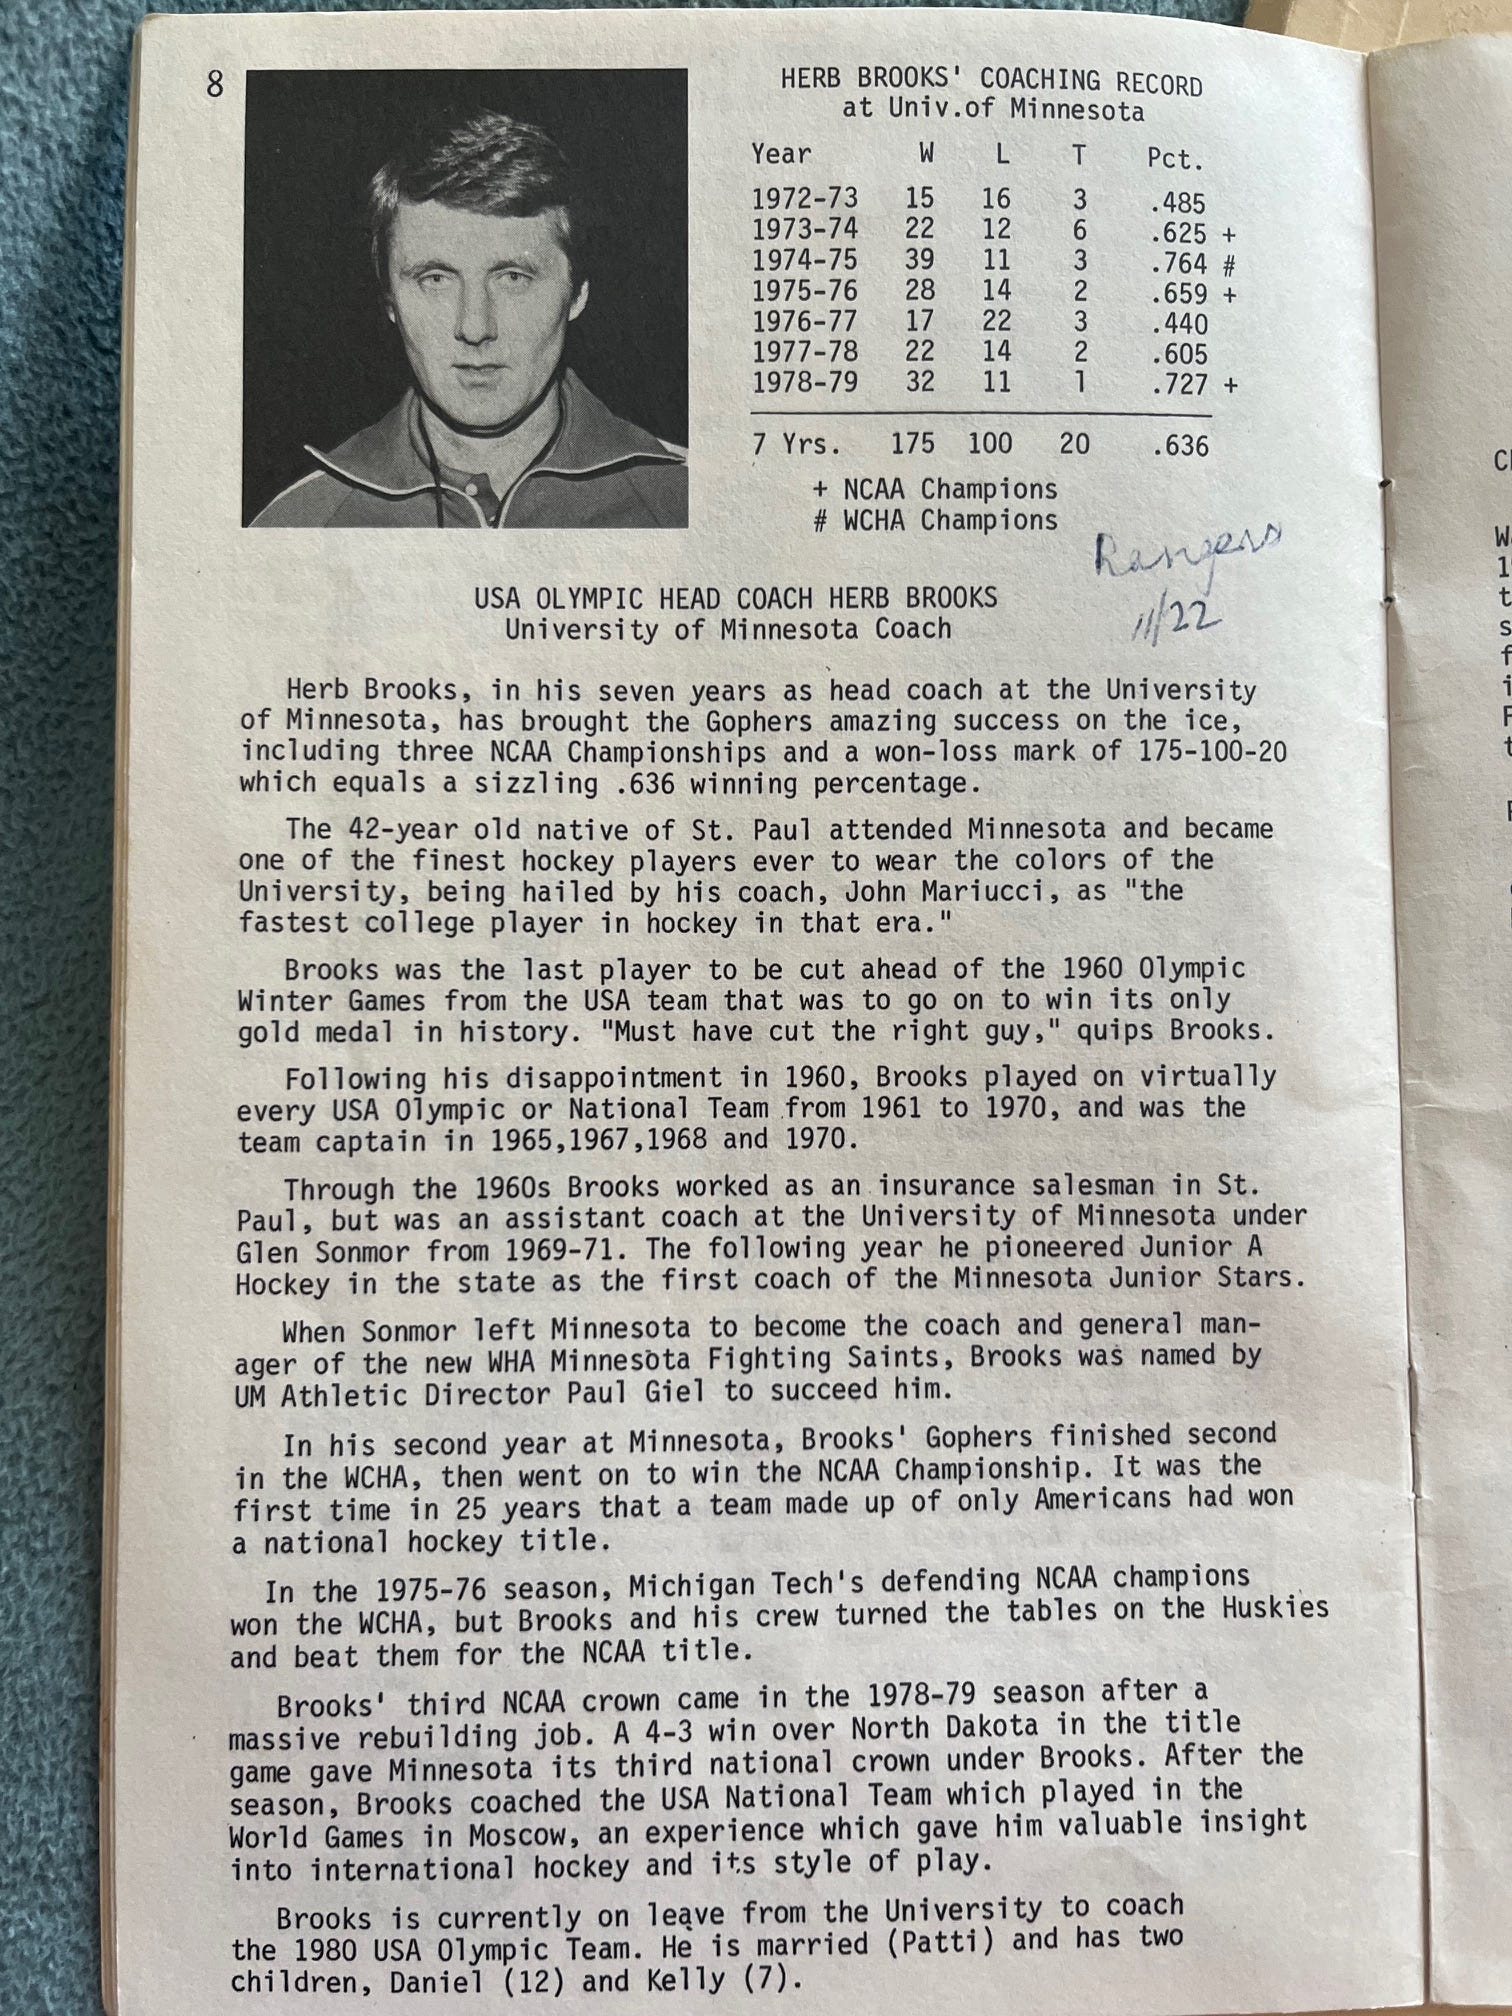 8
HERB BROOKS' COACHING RECORD
at Univ.of Minnesota
Year W L T Pct.
1972-73 15 16 3 .485
1973-74 22 12 6 .625 +
1974-75 39 11 3 .764 #
1975-76 28 14 2 .659 +
1976-77 17 22 3 .440
1977-78 22 14 2 .605
1978-79 32 11 1 .727 +
7 Yrs. 175 100 20 .636
+ NCAA Champions
# WCHA Champions
Rangers
11/22
USA OLYMPIC HEAD COACH HERB BROOKS
University of Minnesota Coach
Herb Brooks, in his seven years as head coach at the University
of Minnesota, has brought the Gophers amazing success on the ice,
including three NCAA Championships and a won-loss mark of 175-100-20
which equals a sizzling .636 winning percentage.
The 42-year old native of St. Paul attended Minnesota and became
one of the finest hockey players ever to wear the colors of the
University, being hailed by his coach, John Mariucci, as "the
fastest college player in hockey in that era."
Brooks was the last player to be cut ahead of the 1960 Olympic
Winter Games from the USA team that was to go on to win its only
gold medal in history. "Must have cut the right guy," quips Brooks.
Following his disappointment in 1960, Brooks played on virtually
every USA Olympic or National Team from 1961 to 1970, and was the
team captain in 1965,1967,1968 and 1970.
Through the 1960s Brooks worked as an insurance salesman in St.
Paul, but was an assistant coach at the University of Minnesota under
Glen Sonmor from 1969-71. The following year he pioneered Junior A
Hockey in the state as the first coach of the Minnesota Junior Stars.
When Sonmor left Minnesota to become the coach and general man-
ager of the new WHA Minnesota Fighting Saints, Brooks was named by
UM Athletic Director Paul Giel to succeed him.
In his second year at Minnesota, Brooks' Gophers finished second
in the WCHA, then went on to win the NCAA Championship. It was the
first time in 25 years that a team made up of only Americans had won
a national hockey title.
In the 1975-76 season, Michigan Tech's defending NCAA champions
won the WCHA, but Brooks and his crew turned the tables on the Huskies
and beat them for the NCAA title.
Brooks' third NCAA crown came in the 1978-79 season after a
massive rebuilding job. A 4-3 win over North Dakota in the title
game gave Minnesota its third national crown under Brooks. After the
season, Brooks coached the USA National Team which played in the
World Games in Moscow, an experience which gave him valuable insight
into international hockey and its style of play.
Brooks is currently on leave from the University to coach
the 1980 USA Olympic Team. He is married (Patti) and has two
children, Daniel (12) and Kelly (7).